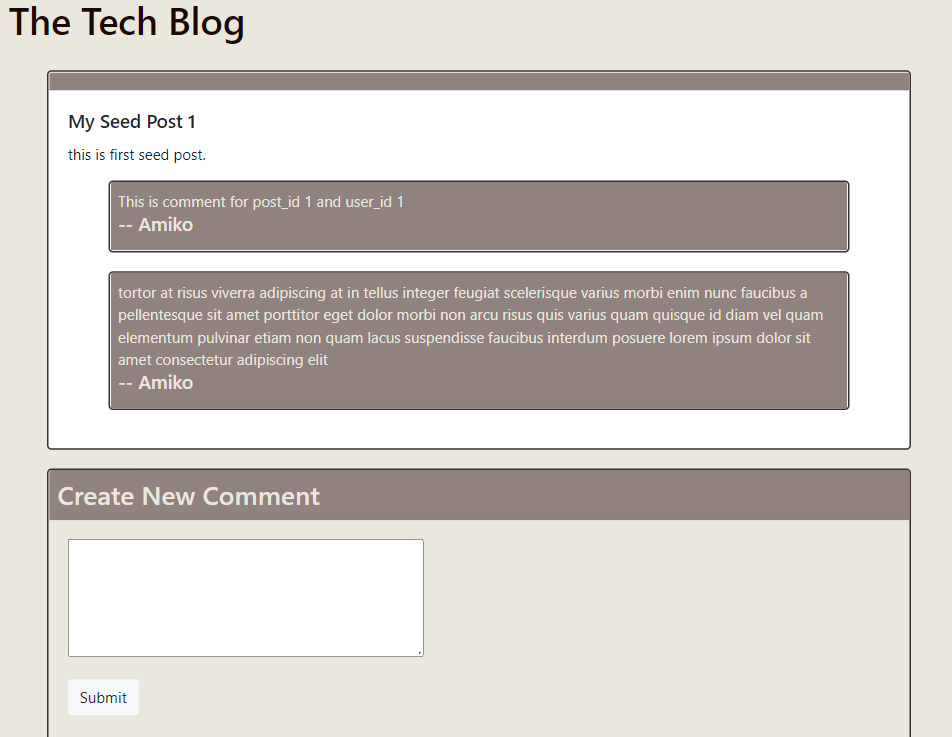 The Tech Blog
My Seed Post 1
this is first seed post.
This is comment for post_id 1 and user_id 1
-- Amiko
tortor at risus viverra adipiscing at in tellus integer feugiat scelerisque varius morbi enim nunc faucibus a
pellentesque sit amet porttitor eget dolor morbi non arcu risus quis varius quam quisque id diam vel quam
elementum pulvinar etiam non quam lacus suspendisse faucibus interdum posuere lorem ipsum dolor sit
amet consectetur adipiscing elit
-- Amiko
Create New Comment
Submit